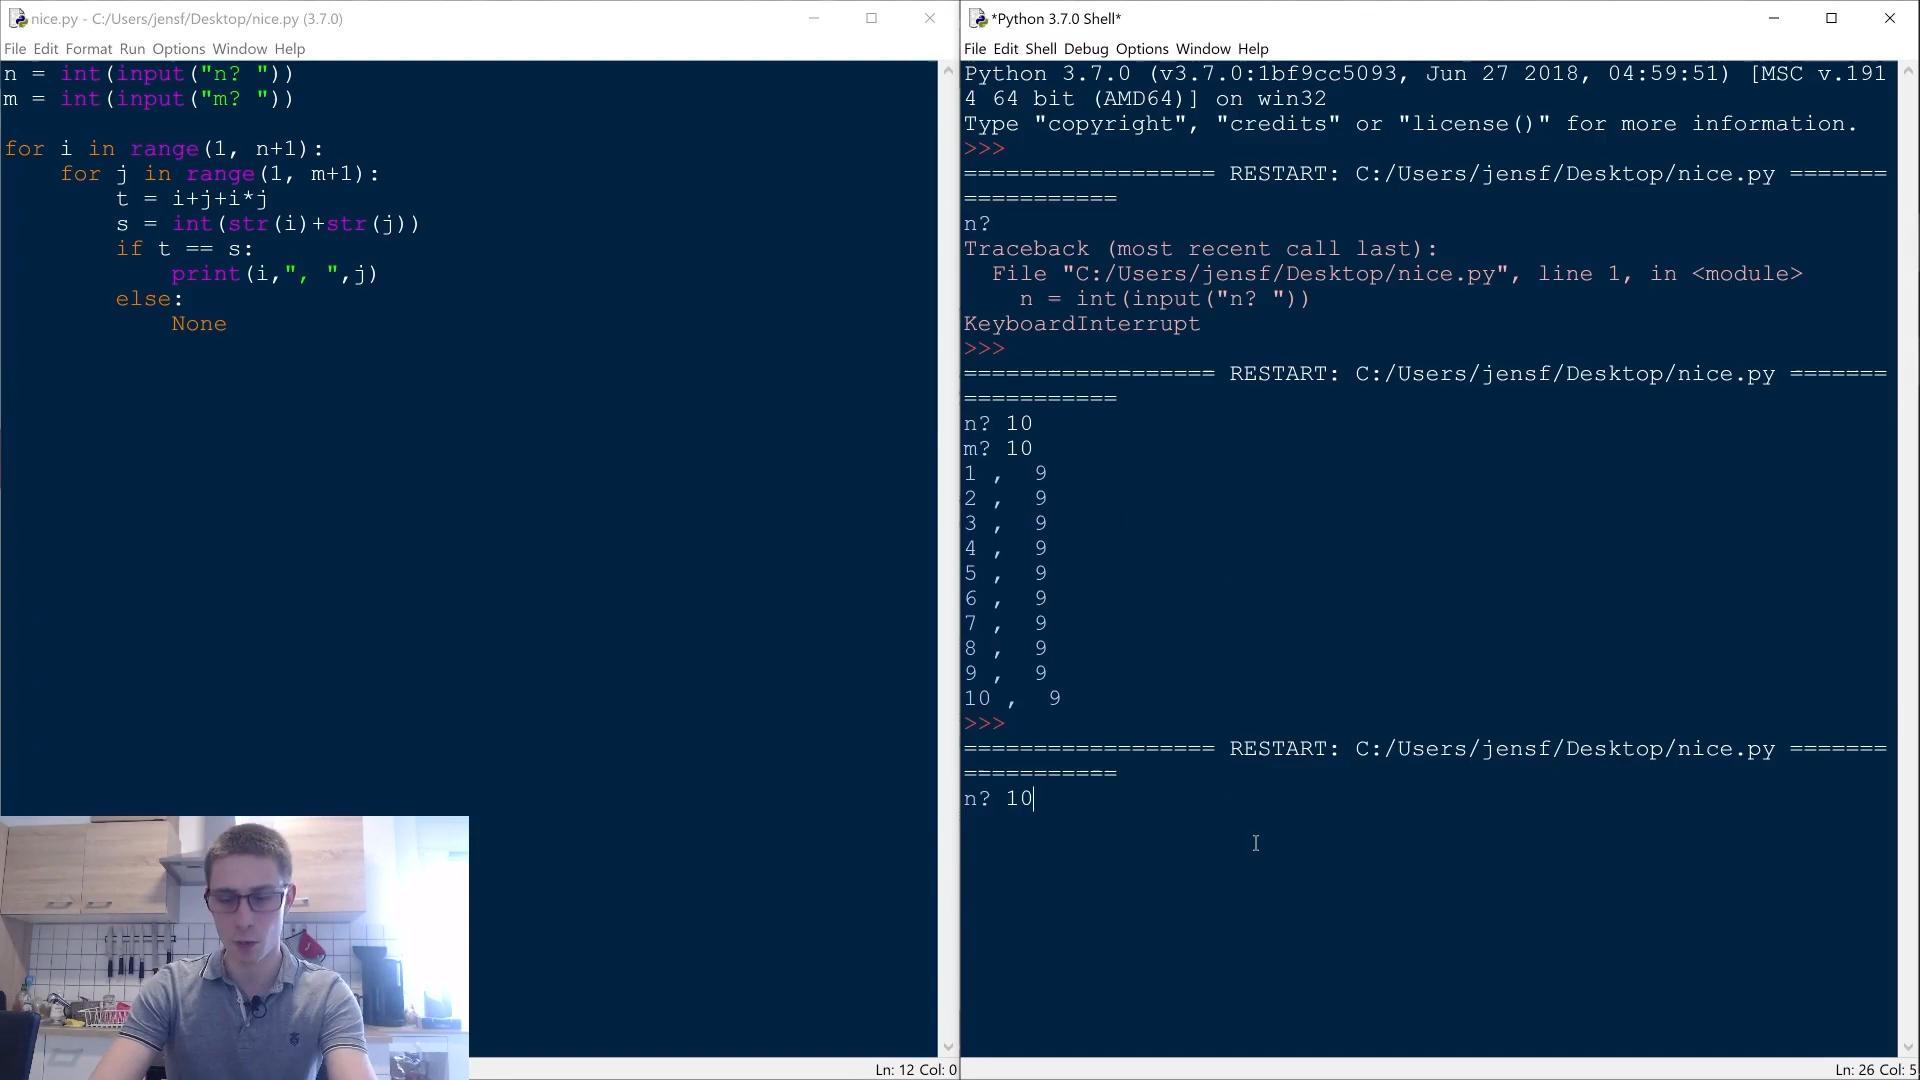 nice.py - C:/Users/jensf/Desktop/nice.py (3.7.0)
File Edit Format Run Options Window Help
n = int(input("n? "))
m = int(input("m? "))
for i in range(1, n+1):
    for j in range(1, m+1):
        t = i+j+i*j
        s = int(str(i)+str(j))
        if t == s:
            print(i,", ",j)
        else:
            None
Ln: 12 Col: 0
*Python 3.7.0 Shell*
File Edit Shell Debug Options Window Help
Python 3.7.0 (v3.7.0:1bf9cc5093, Jun 27 2018, 04:59:51) [MSC v.191
4 64 bit (AMD64)] on win32
Type "copyright", "credits" or "license()" for more information.
>>>
================== RESTART: C:/Users/jensf/Desktop/nice.py =======
===========
n?
Traceback (most recent call last):
  File "C:/Users/jensf/Desktop/nice.py", line 1, in <module>
    n = int(input("n? "))
KeyboardInterrupt
>>>
================== RESTART: C:/Users/jensf/Desktop/nice.py =======
===========
n? 10
m? 10
1 ,  9
2 ,  9
3 ,  9
4 ,  9
5 ,  9
6 ,  9
7 ,  9
8 ,  9
9 ,  9
10 ,  9
>>>
================== RESTART: C:/Users/jensf/Desktop/nice.py =======
===========
n? 10
Ln: 26 Col: 5